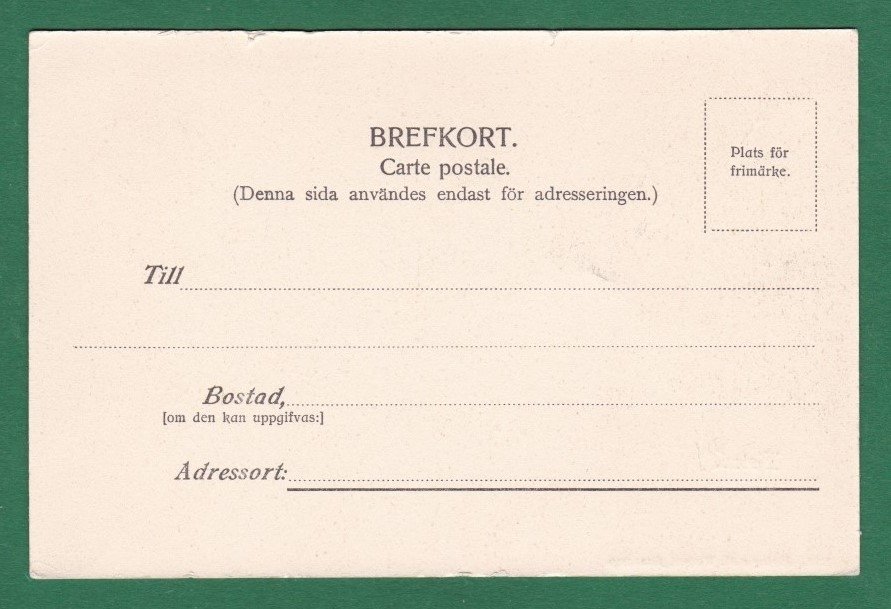 BREFKORT.
Carte postale.
(Denna sida användes endast för adresseringen.)
Plats för
frimärke.
Till
Bostad,
[om den kan uppgifvas:]
Adressort: